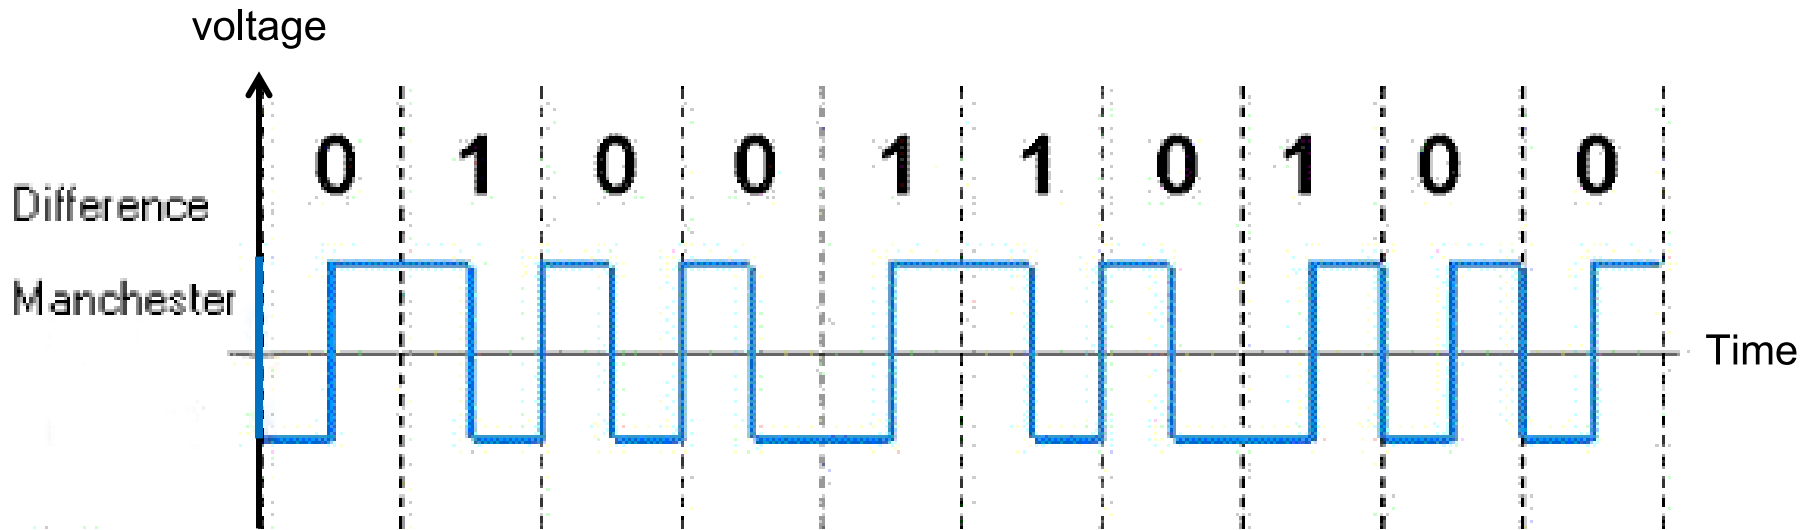 voltage
0 1 0 0 1 1 0 1 0 0
Difference
Manchester
Time